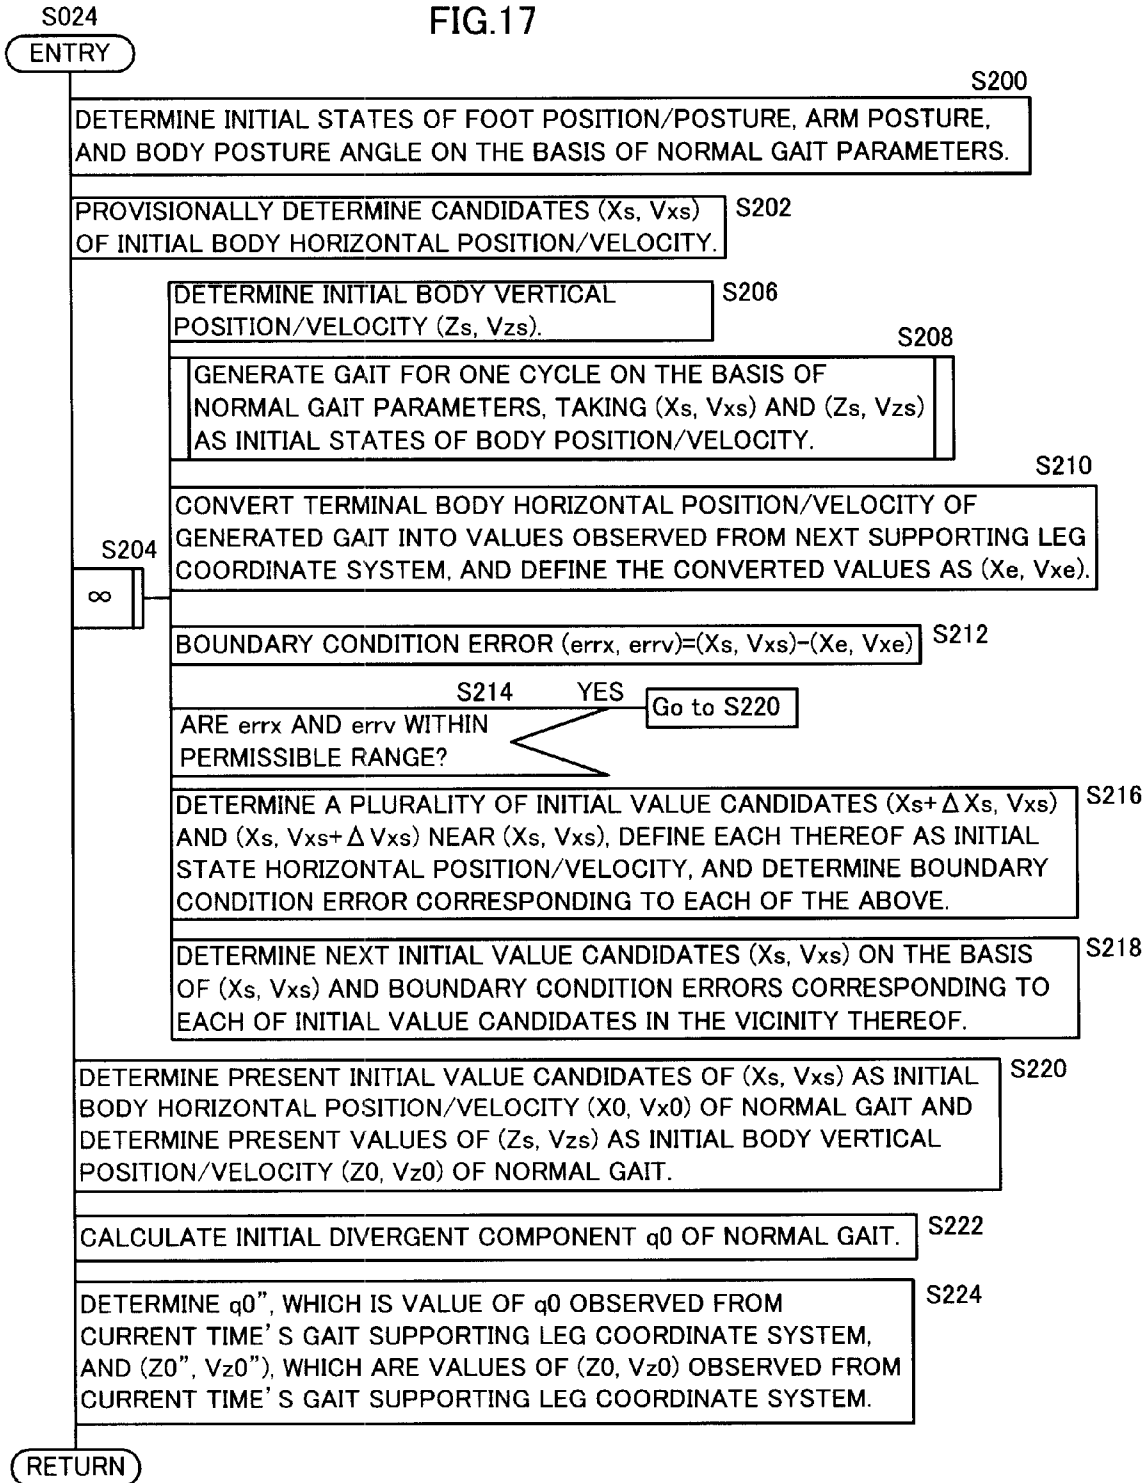 S024
FIG.17
ENTRY
S200
DETERMINE INITIAL STATES OF FOOT POSITION/POSTURE, ARM POSTURE,
AND BODY POSTURE ANGLE ON THE BASIS OF NORMAL GAIT PARAMETERS.
PROVISIONALLY DETERMINE CANDIDATES (Xs, Vxs)
OF INITIAL BODY HORIZONTAL POSITION/VELOCITY.
S202
DETERMINE INITIAL BODY VERTICAL
POSITION/VELOCITY (Zs, Vzs).
S206
S208
GENERATE GAIT FOR ONE CYCLE ON THE BASIS OF
NORMAL GAIT PARAMETERS, TAKING (Xs, Vxs) AND (Zs, Vzs)
AS INITIAL STATES OF BODY POSITION/VELOCITY.
S210
CONVERT TERMINAL BODY HORIZONTAL POSITION/VELOCITY OF
GENERATED GAIT INTO VALUES OBSERVED FROM NEXT SUPPORTING LEG
COORDINATE SYSTEM, AND DEFINE THE CONVERTED VALUES AS (Xe, Vxe).
S204
∞
BOUNDARY CONDITION ERROR (errx, errv)=(Xs, Vxs)-(Xe, Vxe)
S212
S214
YES
Go to S220
ARE errx AND errv WITHIN
PERMISSIBLE RANGE?
DETERMINE A PLURALITY OF INITIAL VALUE CANDIDATES (Xs+ΔXs, Vxs)
AND (Xs, Vxs+ΔVxs) NEAR (Xs, Vxs), DEFINE EACH THEREOF AS INITIAL
STATE HORIZONTAL POSITION/VELOCITY, AND DETERMINE BOUNDARY
CONDITION ERROR CORRESPONDING TO EACH OF THE ABOVE.
S216
DETERMINE NEXT INITIAL VALUE CANDIDATES (Xs, Vxs) ON THE BASIS
OF (Xs, Vxs) AND BOUNDARY CONDITION ERRORS CORRESPONDING TO
EACH OF INITIAL VALUE CANDIDATES IN THE VICINITY THEREOF.
S218
DETERMINE PRESENT INITIAL VALUE CANDIDATES OF (Xs, Vxs) AS INITIAL
BODY HORIZONTAL POSITION/VELOCITY (X0, Vx0) OF NORMAL GAIT AND
DETERMINE PRESENT VALUES OF (Zs, Vzs) AS INITIAL BODY VERTICAL
POSITION/VELOCITY (Z0, Vz0) OF NORMAL GAIT.
S220
CALCULATE INITIAL DIVERGENT COMPONENT q0 OF NORMAL GAIT.
S222
DETERMINE q0”, WHICH IS VALUE OF q0 OBSERVED FROM
CURRENT TIME’S GAIT SUPPORTING LEG COORDINATE SYSTEM,
AND (Z0”, Vz0”), WHICH ARE VALUES OF (Z0, Vz0) OBSERVED FROM
CURRENT TIME’S GAIT SUPPORTING LEG COORDINATE SYSTEM.
S224
RETURN